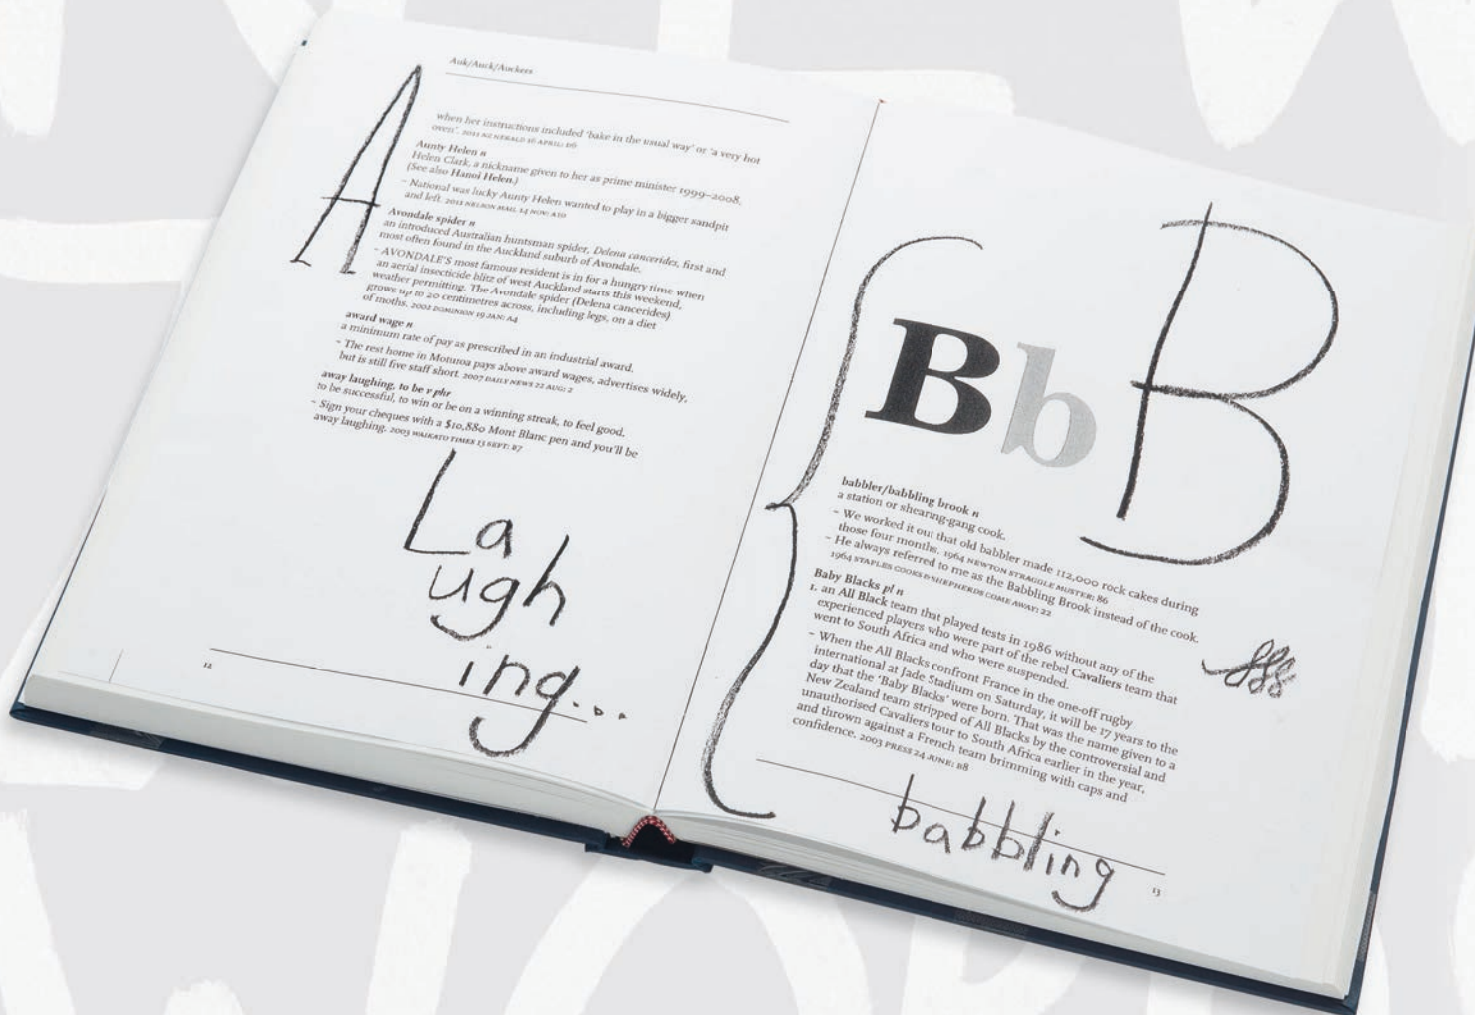 Auk/Auck/Auckees
A
when her instructions included ‘bake in the usual way’ or ‘a very hot
oven’. 2011 NZ HERALD 16 APRIL: B6
Aunty Helen n
Helen Clark, a nickname given to her as prime minister 1999–2008.
(See also Hanoi Helen.)
– National was lucky Aunty Helen wanted to play in a bigger sandpit
and left. 2012 NELSON MAIL 14 NOV: A10
Avondale spider n
an introduced Australian huntsman spider, Delena cancerides, first and
most often found in the Auckland suburb of Avondale.
– AVONDALE'S most famous resident is in for a hungry time when
an aerial insecticide blitz of west Auckland starts this weekend,
weather permitting. The Avondale spider (Delena cancerides)
grows up to 20 centimetres across, including legs, on a diet
of moths. 2002 DOMINION 19 JAN: A4
award wage n
a minimum rate of pay as prescribed in an industrial award.
– The rest home in Moturoa pays above award wages, advertises widely,
but is still five staff short. 2007 DAILY NEWS 22 AUG: 2
away laughing, to be v phr
to be successful, to win or be on a winning streak, to feel good.
– Sign your cheques with a $10,880 Mont Blanc pen and you'll be
away laughing. 2003 WAIKATO TIMES 13 SEPT: B7
La
ugh
ing...
12
Bb
B
babbler/babbling brook n
a station or shearing-gang cook.
– We worked it out that old babbler made 112,000 rock cakes during
those four months. 1964 NEWTON STRAGGLE MUSTER: 86
– He always referred to me as the Babbling Brook instead of the cook.
1964 STAPLES COOKS & SHEPHERDS COME AWAY: 22
Baby Blacks pl n
1. an All Black team that played tests in 1986 without any of the
experienced players who were part of the rebel Cavaliers team that
went to South Africa and who were suspended.
– When the All Blacks confront France in the one-off rugby
international at Jade Stadium on Saturday, it will be 17 years to the
day that the ‘Baby Blacks’ were born. That was the name given to a
New Zealand team stripped of All Blacks by the controversial and
unauthorised Cavaliers tour to South Africa earlier in the year,
and thrown against a French team brimming with caps and
confidence. 2003 PRESS 24 JUNE: B8
babbling
13